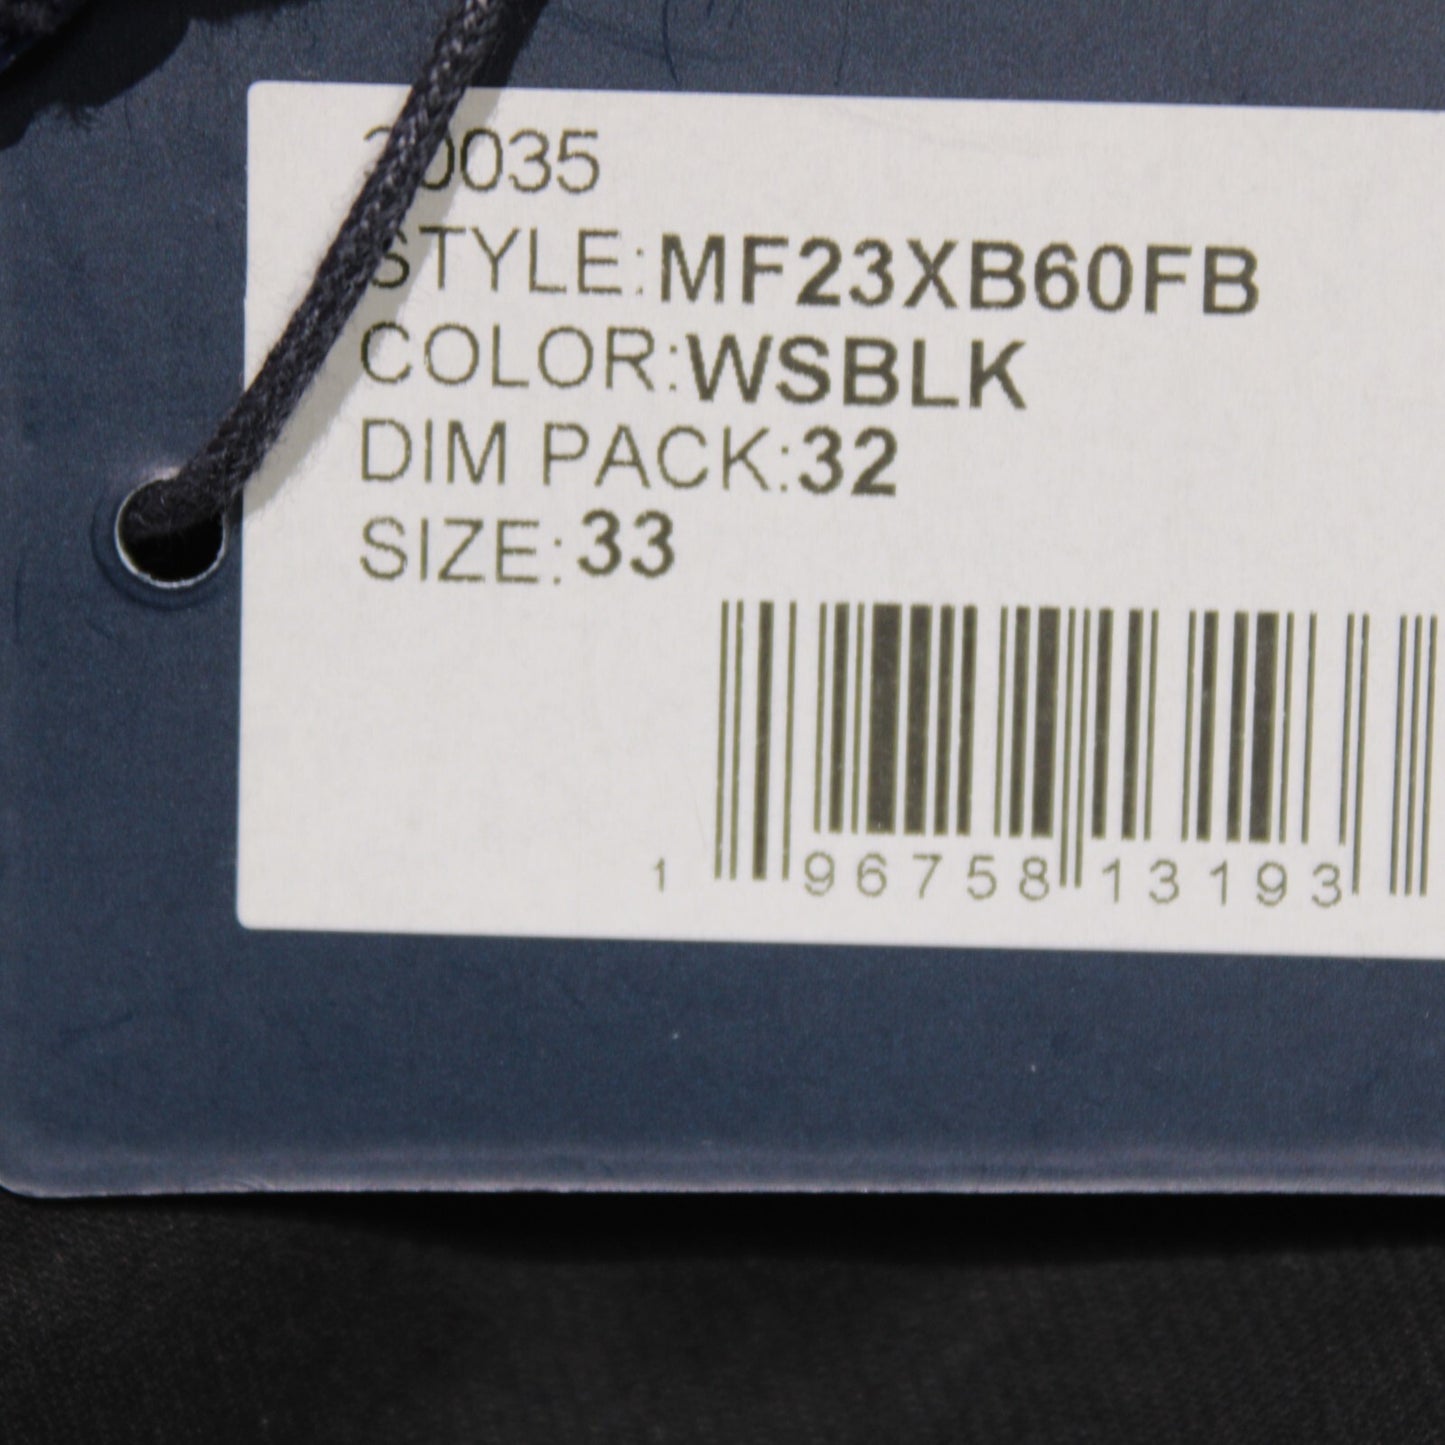 STYLE:MF23XB60FB
COLOR:WSBLK
DIM PACK:32
SIZE:33
1 96758 13193